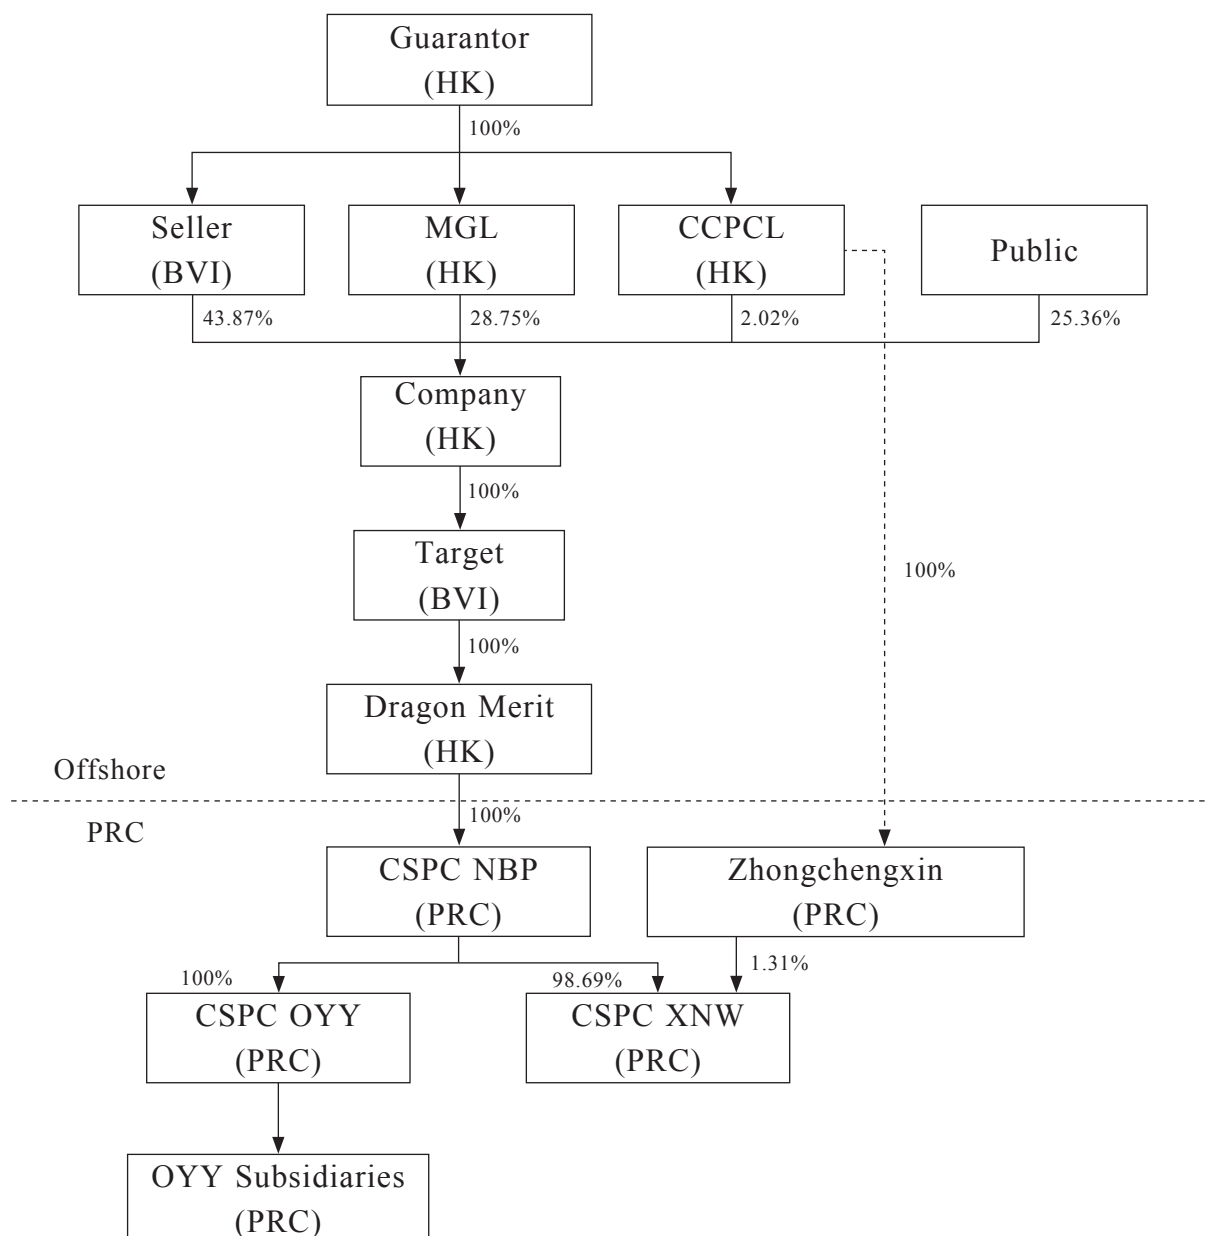 Guarantor
(HK)
100%
Seller
(BVI)
MGL
(HK)
CCPCL
(HK)
Public
43.87%
28.75%
2.02%
25.36%
Company
(HK)
100%
Target
(BVI)
100%
100%
Dragon Merit
(HK)
Offshore
100%
PRC
CSPC NBP
(PRC)
Zhongchengxin
(PRC)
100%
98.69%
1.31%
CSPC OYY
(PRC)
CSPC XNW
(PRC)
OYY Subsidiaries
(PRC)